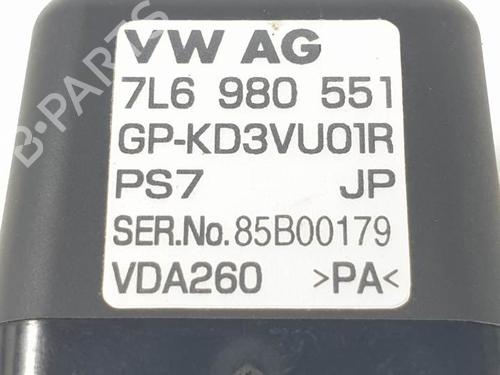 VW AG
7L6 980 551
GP-KD3VU01R
PS7 JP
SER.No.85B00179
VDA260 >PA<
B-PARTS